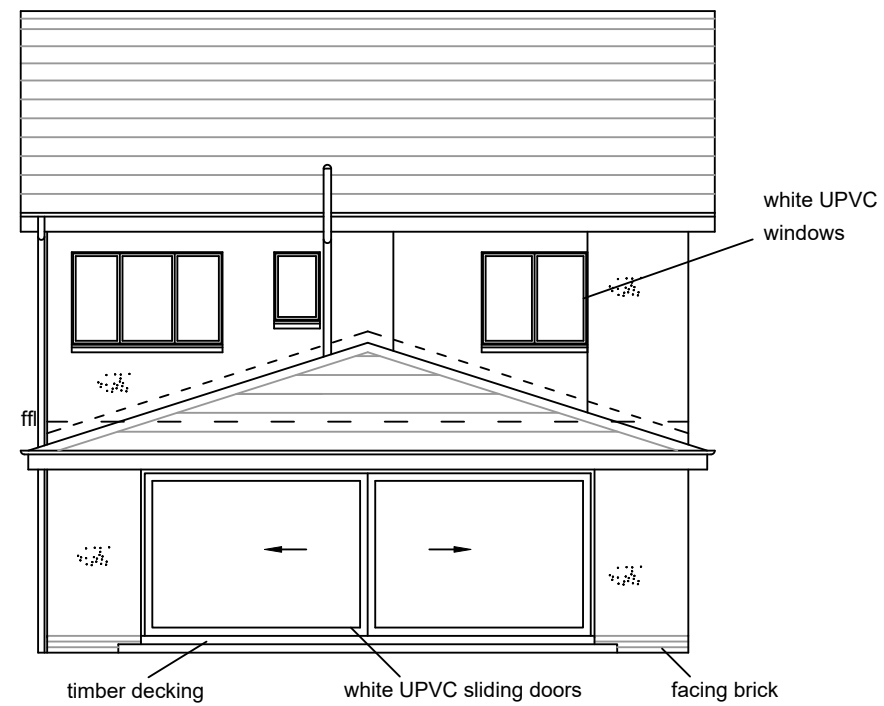 white UPVC
windows
ffl
timber decking
white UPVC sliding doors
facing brick